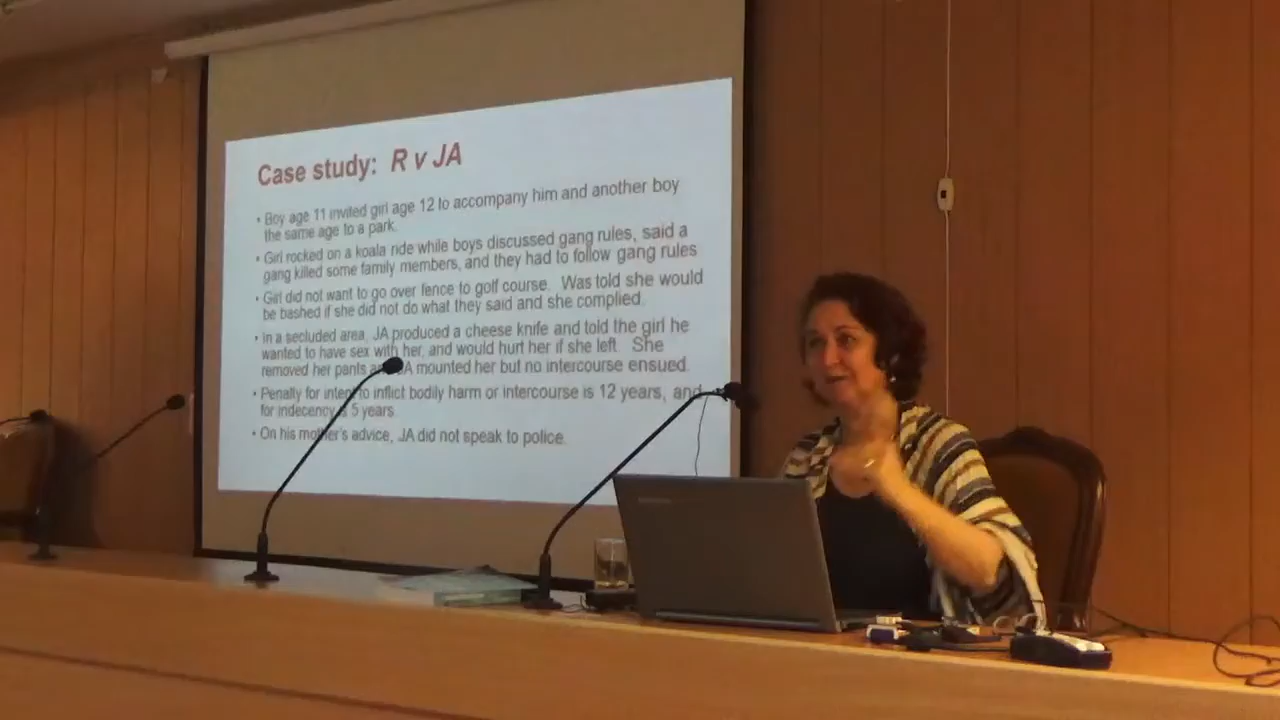 Case study: R v JA
• Boy age 11 invited girl age 12 to accompany him and another boy
the same age to a park.
• Girl rocked on a koala ride while boys discussed gang rules, said a
gang killed some family members, and they had to follow gang rules
• Girl did not want to go over fence to golf course. Was told she would
be bashed if she did not do what they said and she complied.
• In a secluded area, JA produced a cheese knife and told the girl he
wanted to have sex with her, and would hurt her if she left. She
removed her pants JA mounted her but no intercourse ensued.
• Penalty for intent to inflict bodily harm or intercourse is 12 years, and
for indecency is 5 years.
• On his mother's advice, JA did not speak to police.